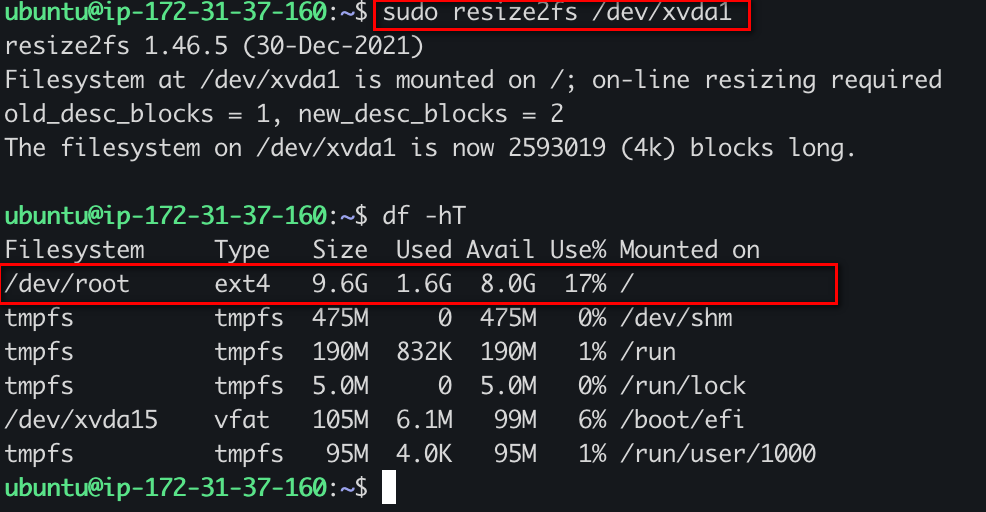 ubuntu@ip-172-31-37-160:~$ sudo resize2fs /dev/xvda1
resize2fs 1.46.5 (30-Dec-2021)
Filesystem at /dev/xvda1 is mounted on /; on-line resizing required
old_desc_blocks = 1, new_desc_blocks = 2
The filesystem on /dev/xvda1 is now 2593019 (4k) blocks long.
ubuntu@ip-172-31-37-160:~$ df -hT
Filesystem     Type   Size  Used Avail Use% Mounted on
/dev/root      ext4   9.6G  1.6G  8.0G  17% /
tmpfs          tmpfs  475M     0  475M   0% /dev/shm
tmpfs          tmpfs  190M  832K  190M   1% /run
tmpfs          tmpfs  5.0M     0  5.0M   0% /run/lock
/dev/xvda15    vfat   105M  6.1M   99M   6% /boot/efi
tmpfs          tmpfs   95M  4.0K   95M   1% /run/user/1000
ubuntu@ip-172-31-37-160:~$